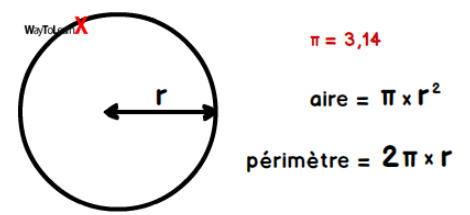 WayToLearnX
r
π = 3,14
aire = π x r²
périmètre = 2π x r